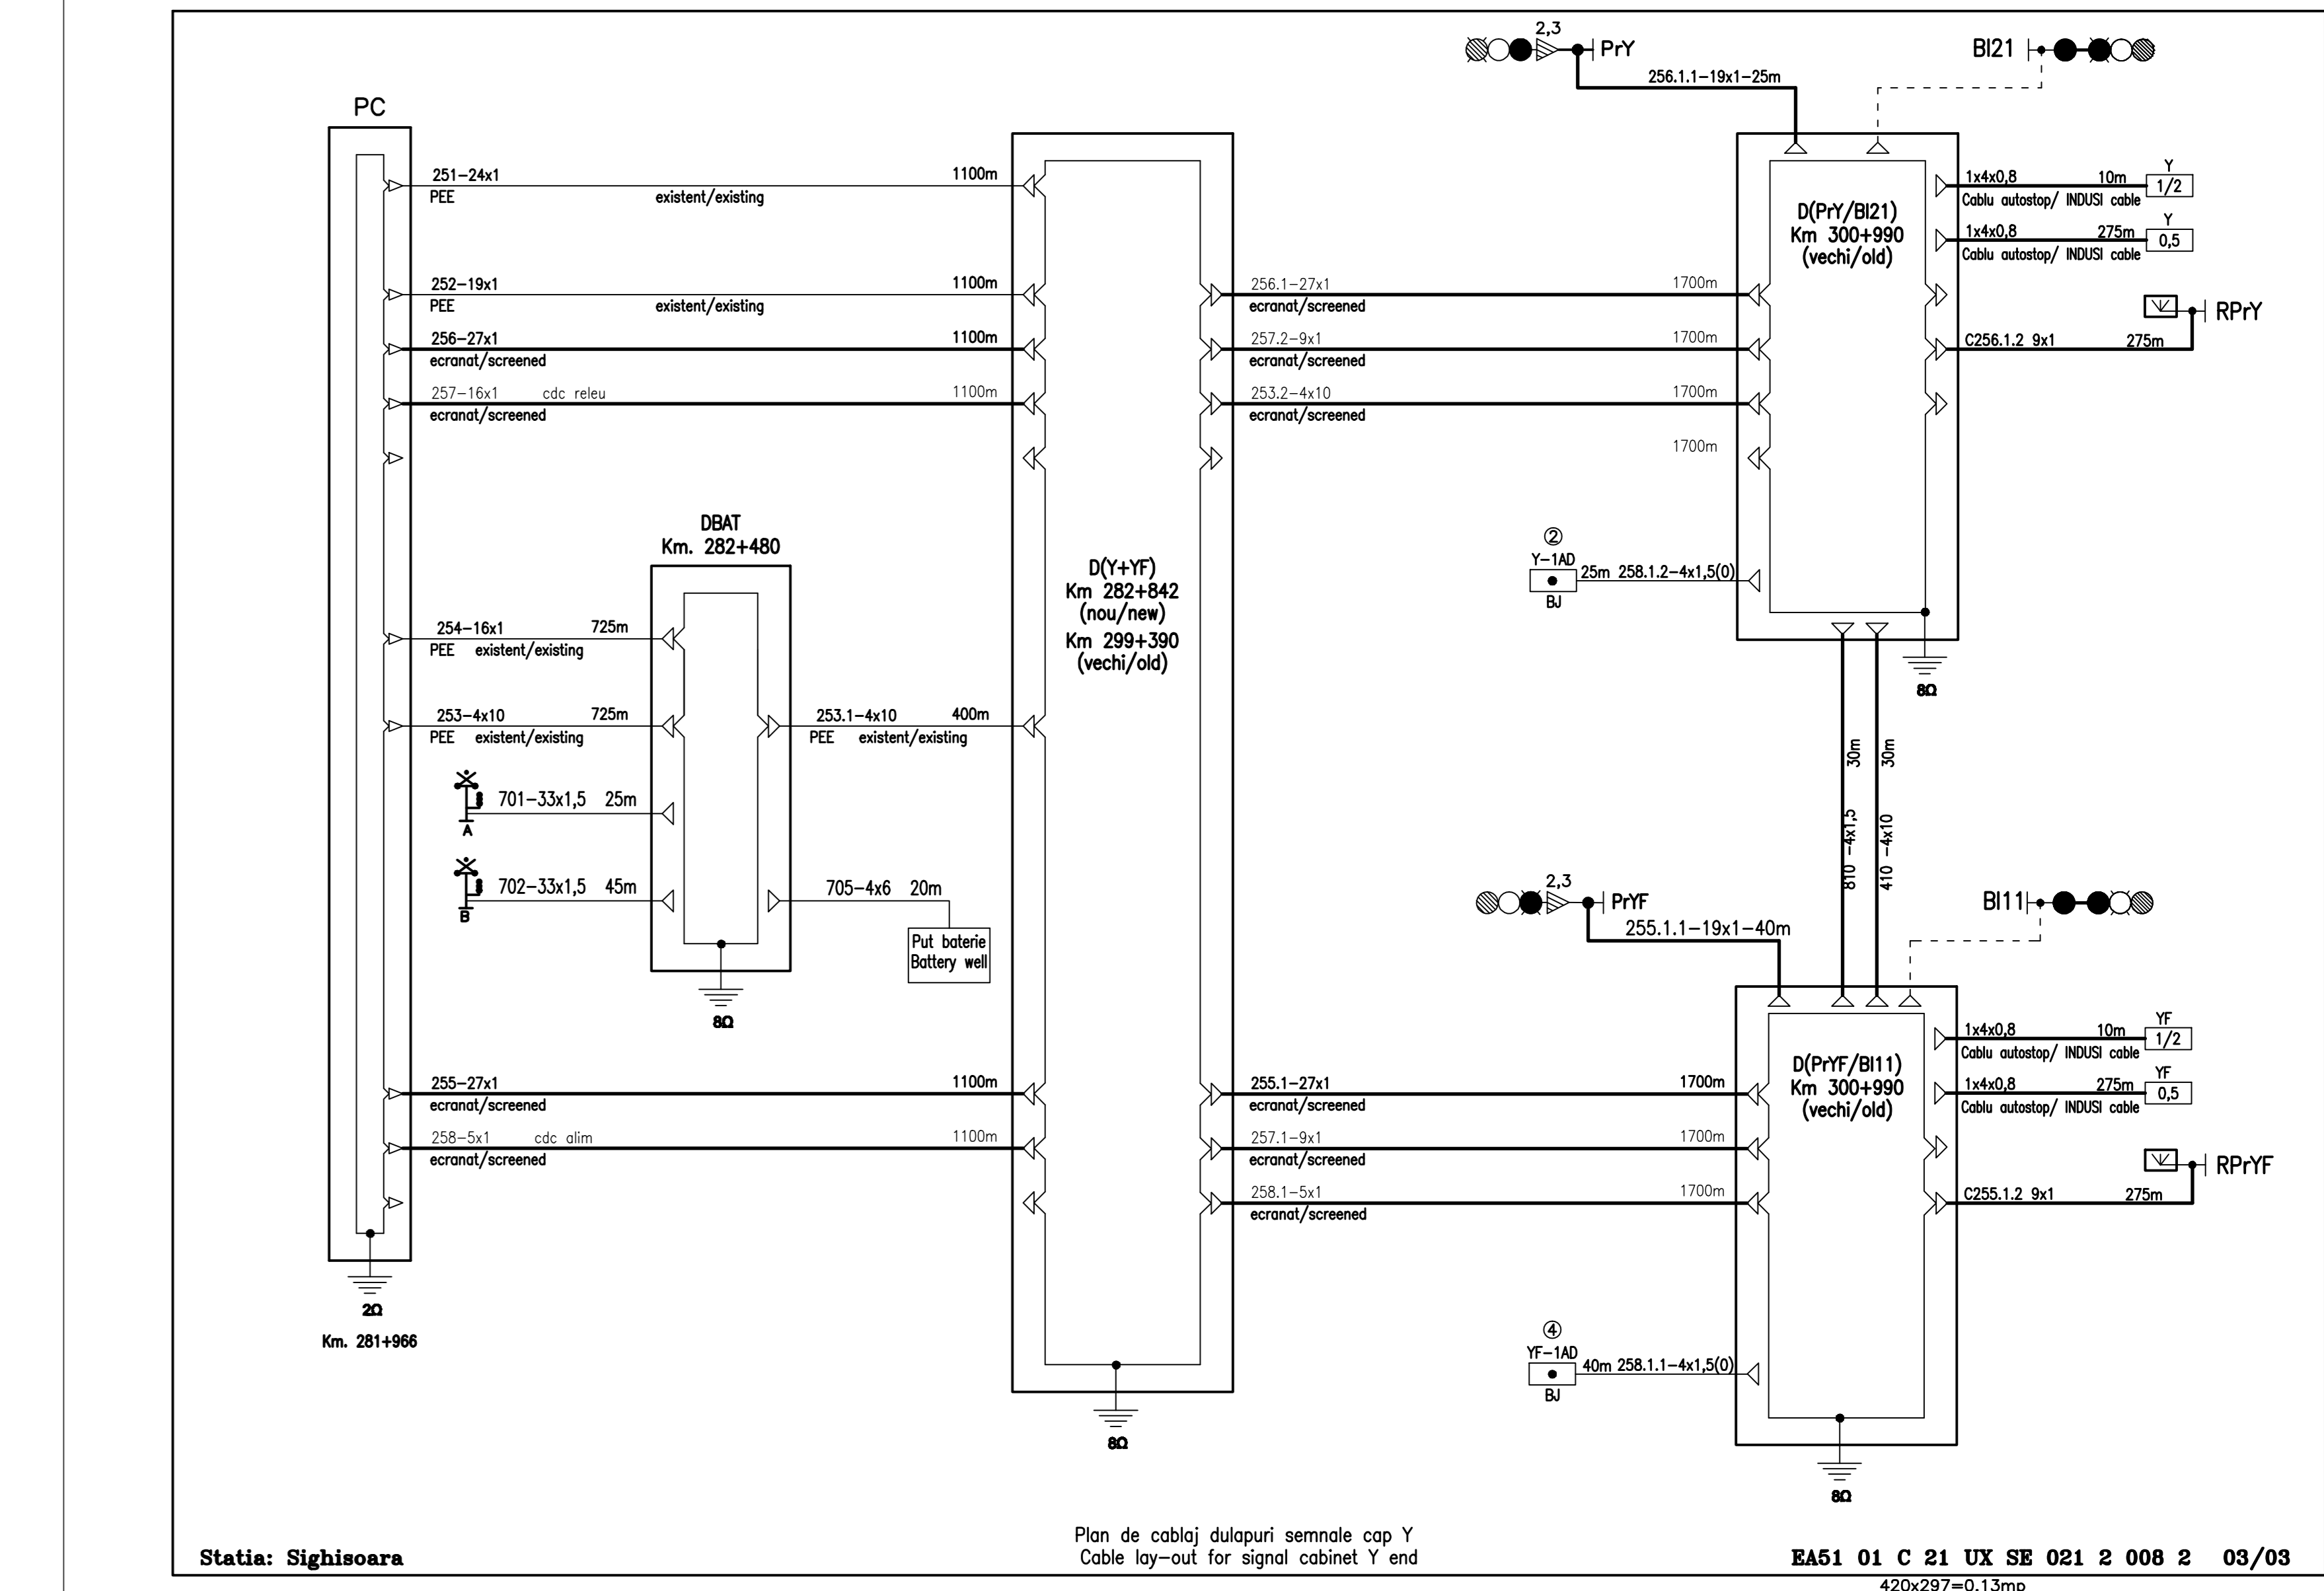 2,3
PrY
BI21
256.1.1-19x1-25m
PC
251-24x1
1100m
PEE
existent/existing
252-19x1
1100m
PEE
existent/existing
256-27x1
1100m
ecranat/screened
257-16x1
cdc releu
1100m
ecranat/screened
DBAT
Km. 282+480
254-16x1
725m
PEE
existent/existing
253-4x10
725m
PEE
existent/existing
253.1-4x10
400m
PEE
existent/existing
701-33x1,5 25m
A
702-33x1,5 45m
B
705-4x6 20m
Put baterie
Battery well
8Ω
255-27x1
1100m
ecranat/screened
258-5x1
cdc alim
1100m
ecranat/screened
2Ω
Km. 281+966
D(Y+YF)
Km 282+842
(nou/new)
Km 299+390
(vechi/old)
8Ω
256.1-27x1
1700m
ecranat/screened
257.2-9x1
1700m
ecranat/screened
253.2-4x10
1700m
ecranat/screened
1700m
2
Y-1AD
25m 258.1.2-4x1,5(0)
BJ
D(PrY/BI21)
Km 300+990
(vechi/old)
1x4x0,8
10m
Y
1/2
Cablu autostop/ INDUSI cable
1x4x0,8
275m
Y
0,5
Cablu autostop/ INDUSI cable
RPrY
C256.1.2 9x1
275m
8Ω
810 -4x1,5
30m
410 -4x10
30m
2,3
PrYF
BI11
255.1.1-19x1-40m
255.1-27x1
1700m
ecranat/screened
257.1-9x1
1700m
ecranat/screened
258.1-5x1
1700m
ecranat/screened
D(PrYF/BI11)
Km 300+990
(vechi/old)
1x4x0,8
10m
YF
1/2
Cablu autostop/ INDUSI cable
1x4x0,8
275m
YF
0,5
Cablu autostop/ INDUSI cable
RPrYF
C255.1.2 9x1
275m
4
YF-1AD
40m 258.1.1-4x1,5(0)
BJ
8Ω
Plan de cablaj dulapuri semnale cap Y
Cable lay-out for signal cabinet Y end
Statia: Sighisoara
EA51 01 C 21 UX SE 021 2 008 2 03/03
420x297=0.13mp